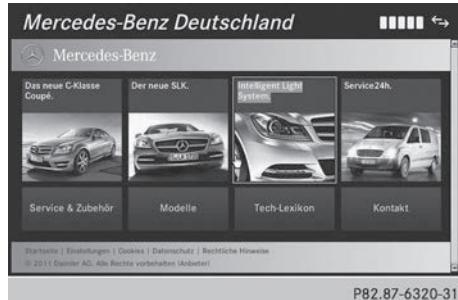 Mercedes-Benz Deutschland
Mercedes-Benz
Das neue C-Klasse
Coupé.
Der neue SLK.
Intelligent Light
System.
Service24h.
Service & Zubehör
Modelle
Tech-Lexikon
Kontakt
Startseite | Einstellungen | Cookies | Datenschutz | Rechtliche Hinweise
© 2011 Daimler AG. Alle Rechte vorbehalten (Anbieter)
P82.87-6320-31